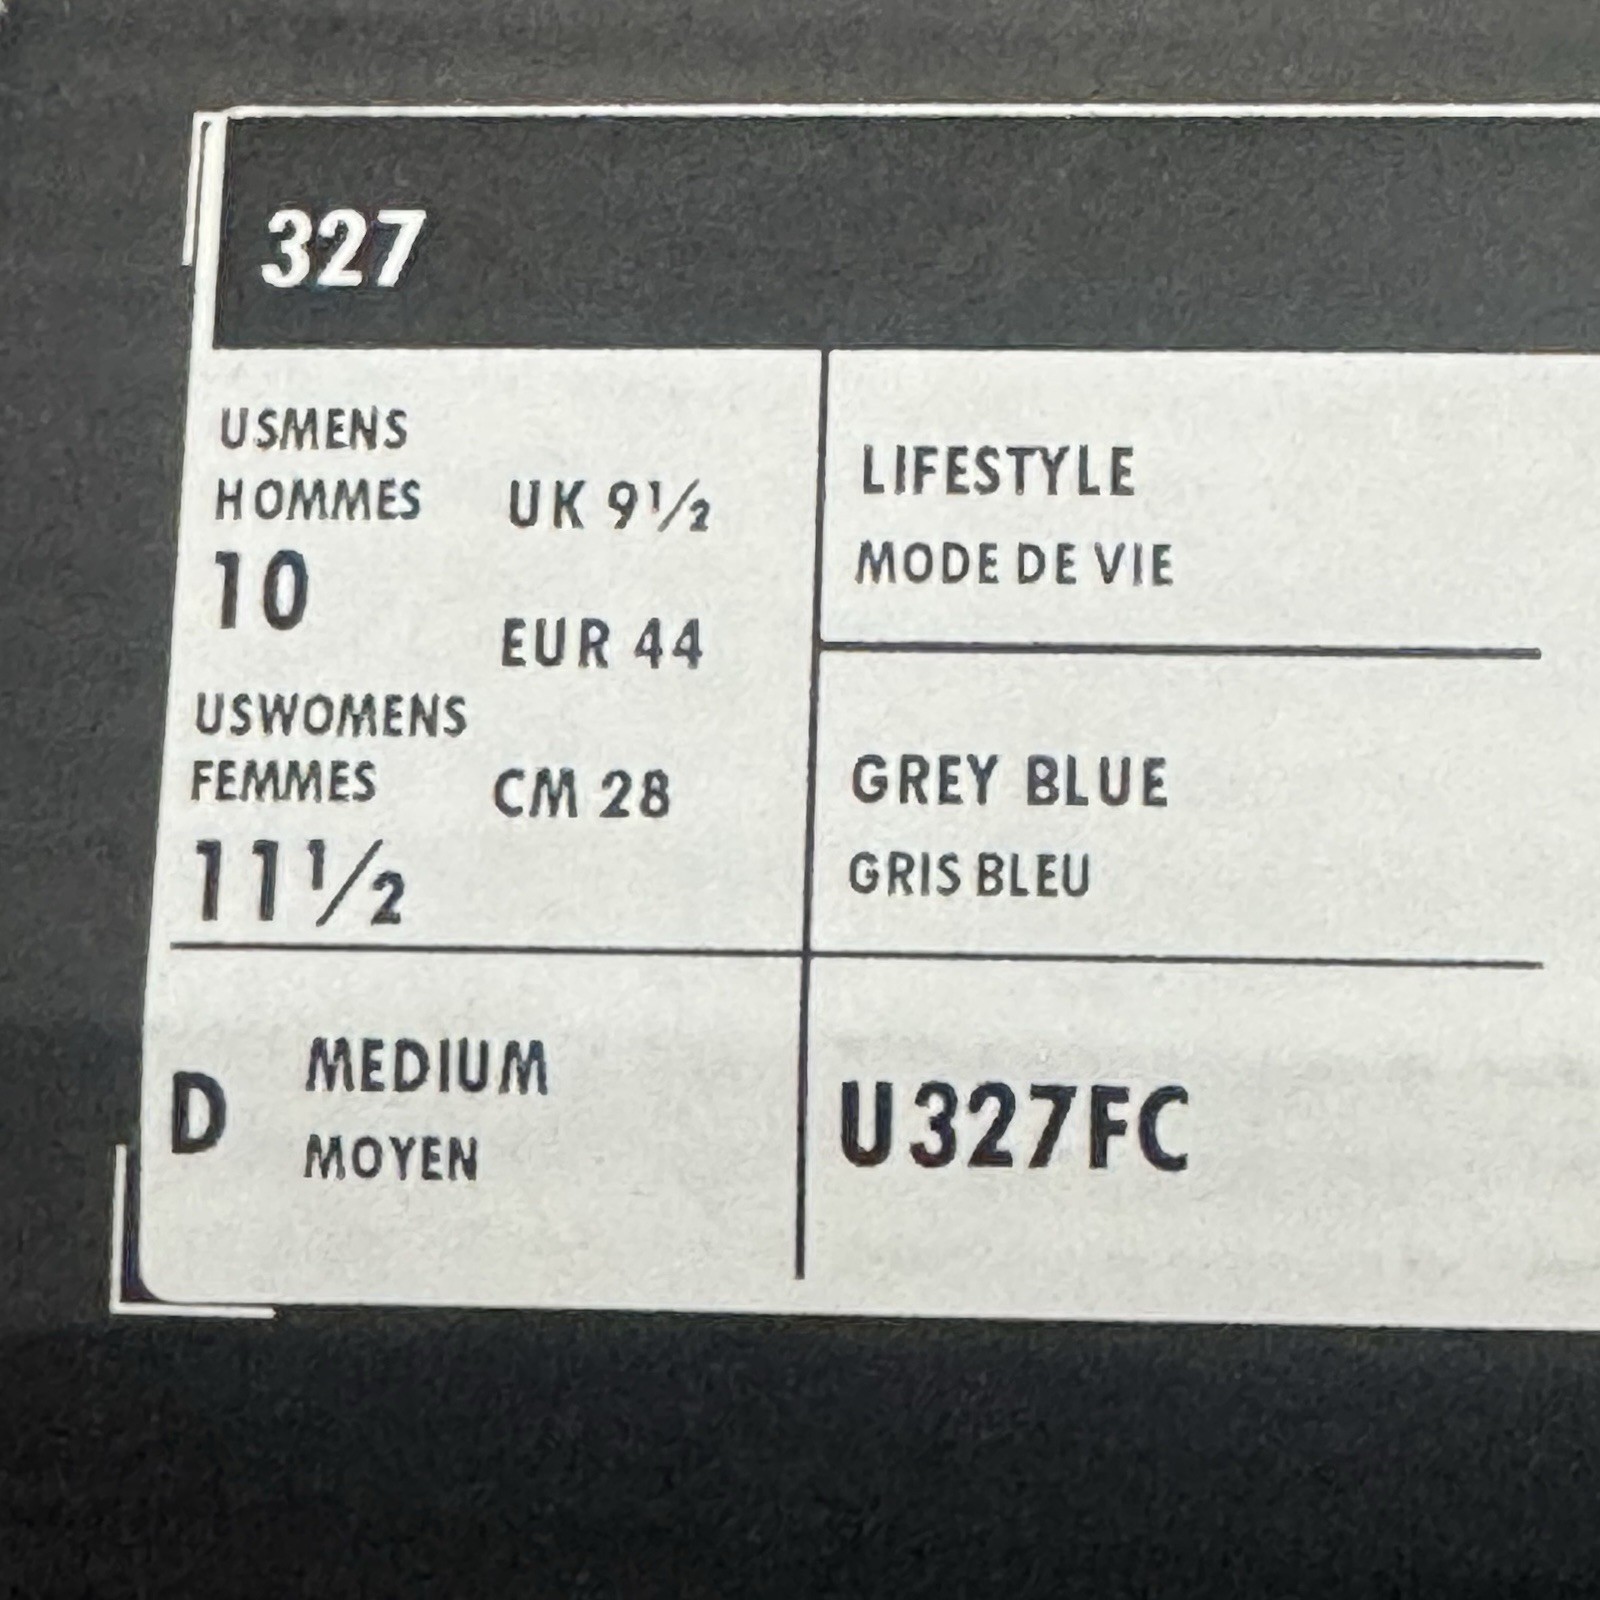 327
USMENS
HOMMES
10
UK 9½
EUR 44
USWOMENS
FEMMES
11½
CM 28
LIFESTYLE
MODE DE VIE
GREY BLUE
GRIS BLEU
D
MEDIUM
MOYEN
U327FC